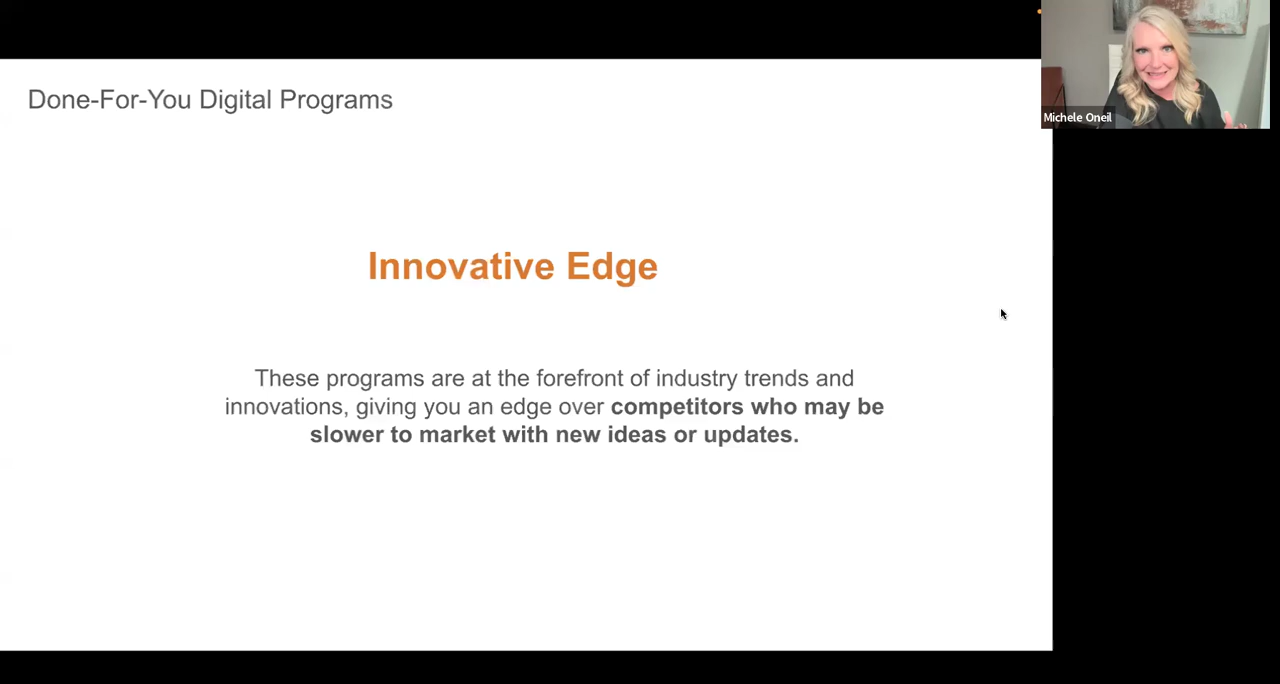 Done-For-You Digital Programs
Michele Oneil
Innovative Edge
These programs are at the forefront of industry trends and
innovations, giving you an edge over competitors who may be
slower to market with new ideas or updates.